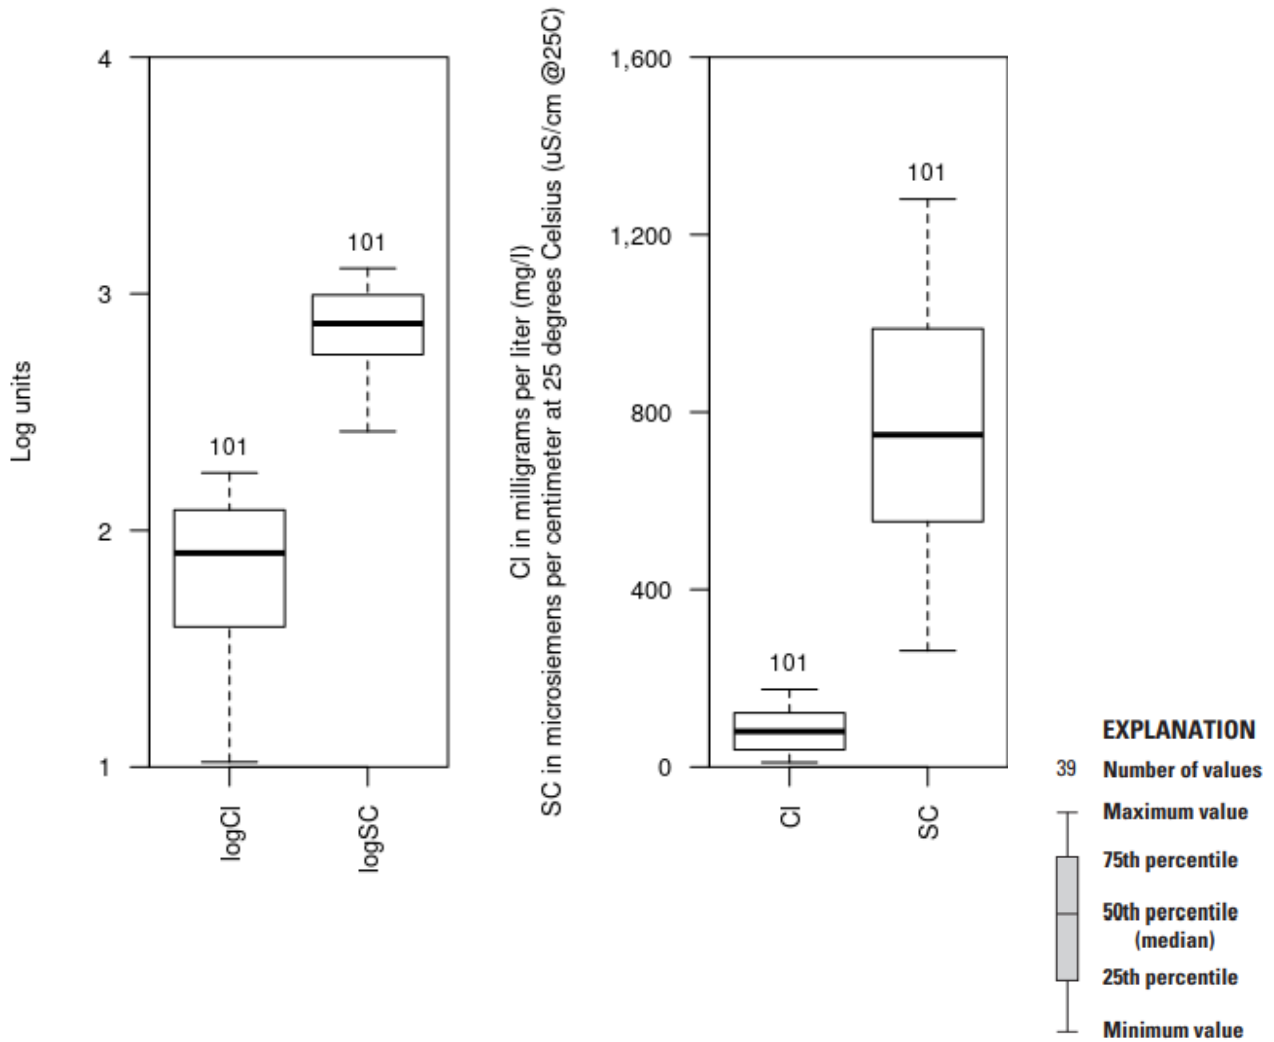 Log units
4
3
2
1
101
101
logCl
logSC
Cl in milligrams per liter (mg/l)
SC in microsiemens per centimeter at 25 degrees Celsius (uS/cm @25C)
1,600
1,200
800
400
0
101
101
Cl
SC
EXPLANATION
39 Number of values
Maximum value
75th percentile
50th percentile
(median)
25th percentile
Minimum value